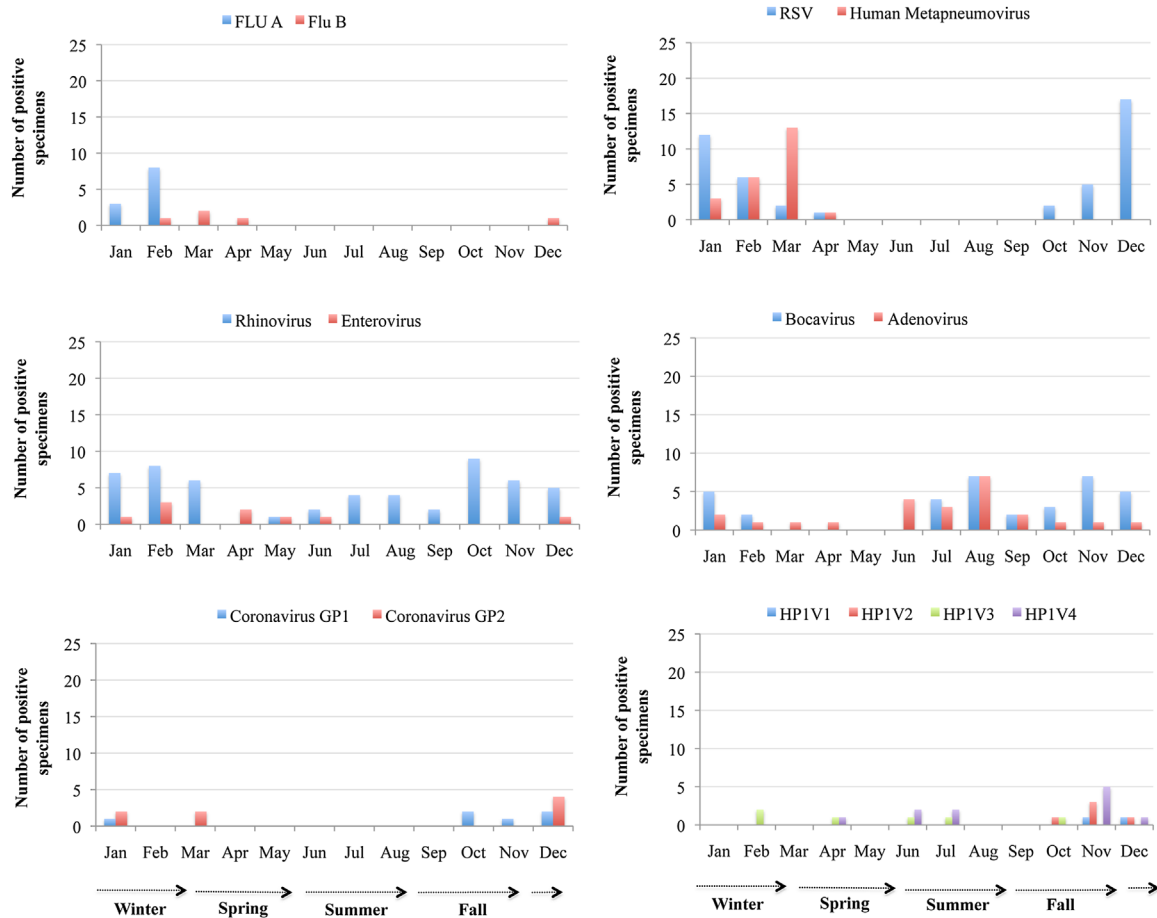 FLU A Flu B
Number of positive
specimens
25
20
15
10
5
0
Jan Feb Mar Apr May Jun Jul Aug Sep Oct Nov Dec
RSV Human Metapneumovirus
Number of positive
specimens
25
20
15
10
5
0
Jan Feb Mar Apr May Jun Jul Aug Sep Oct Nov Dec
Rhinovirus Enterovirus
Number of positive
specimens
25
20
15
10
5
0
Jan Feb Mar Apr May Jun Jul Aug Sep Oct Nov Dec
Bocavirus Adenovirus
Number of positive
specimens
25
20
15
10
5
0
Jan Feb Mar Apr May Jun Jul Aug Sep Oct Nov Dec
Coronavirus GP1 Coronavirus GP2
Number of positive
specimens
25
20
15
10
5
0
Jan Feb Mar Apr May Jun Jul Aug Sep Oct Nov Dec
Winter Spring Summer Fall
HP1V1 HP1V2 HP1V3 HP1V4
Number of positive
specimens
25
20
15
10
5
0
Jan Feb Mar Apr May Jun Jul Aug Sep Oct Nov Dec
Winter Spring Summer Fall